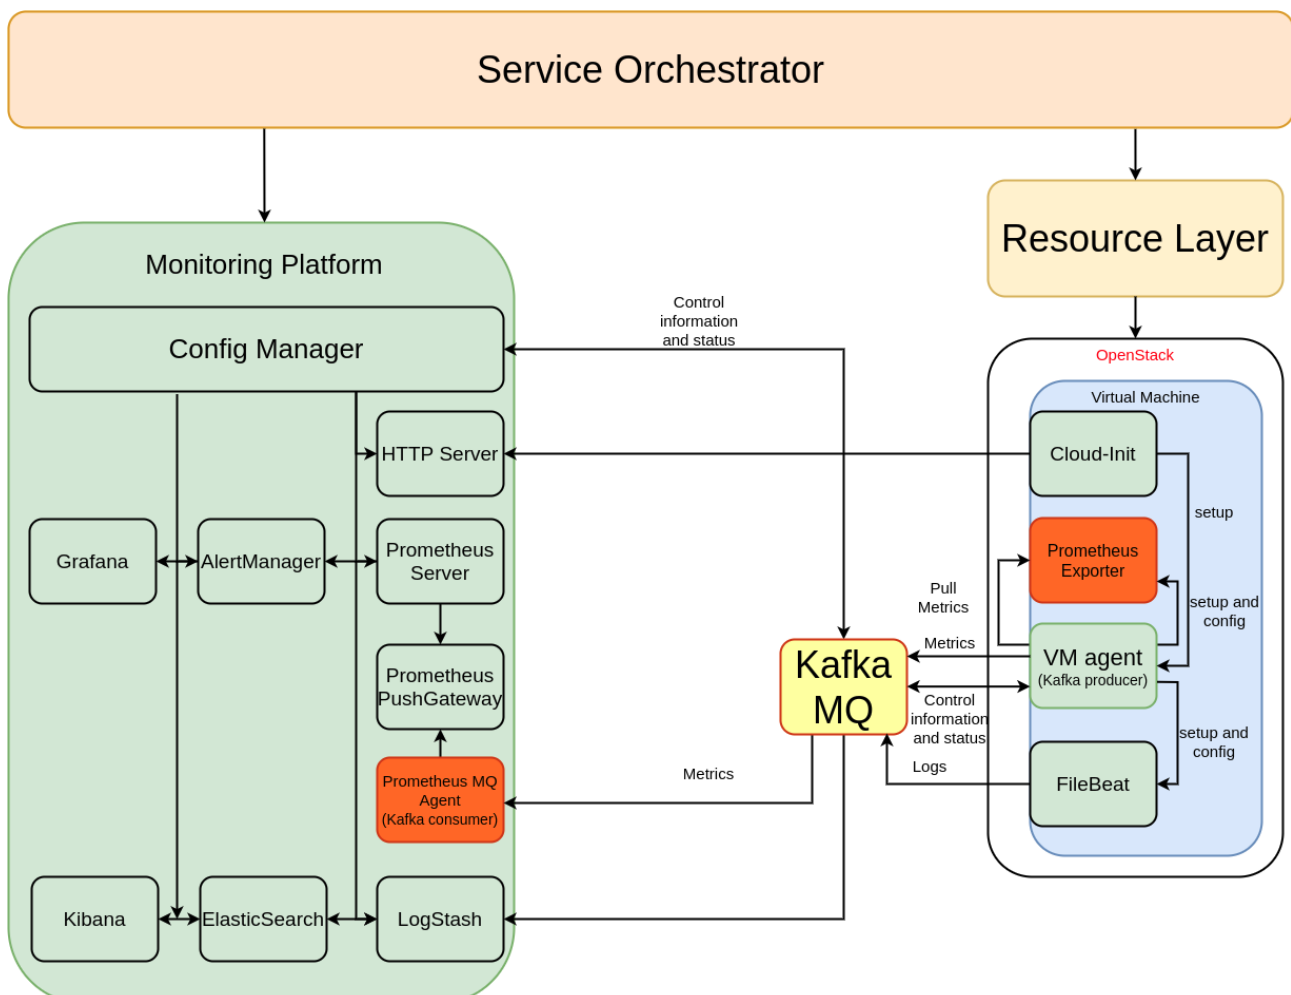 Service Orchestrator
Resource Layer
Monitoring Platform
Config Manager
Control
information
and status
OpenStack
Virtual Machine
HTTP Server
Cloud-Init
setup
Grafana
AlertManager
Prometheus
Server
Prometheus
Exporter
Pull
Metrics
setup and
config
Prometheus
PushGateway
Kafka
MQ
Metrics
VM agent
(Kafka producer)
Control
information
and status
setup and
config
Prometheus MQ
Agent
(Kafka consumer)
Metrics
Logs
FileBeat
Kibana
ElasticSearch
LogStash